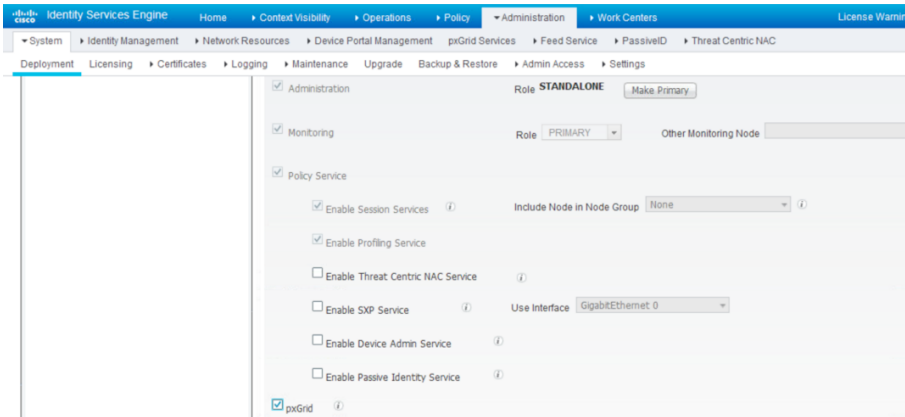 cisco Identity Services Engine Home Context Visibility Operations Policy Administration Work Centers License Warnin
System Identity Management Network Resources Device Portal Management pxGrid Services Feed Service PassiveID Threat Centric NAC
Deployment Licensing Certificates Logging Maintenance Upgrade Backup & Restore Admin Access Settings
Administration Role STANDALONE Make Primary
Monitoring Role PRIMARY Other Monitoring Node
Policy Service
Enable Session Services Include Node in Node Group None
Enable Profiling Service
Enable Threat Centric NAC Service
Enable SXP Service Use Interface GigabitEthernet 0
Enable Device Admin Service
Enable Passive Identity Service
pxGrid